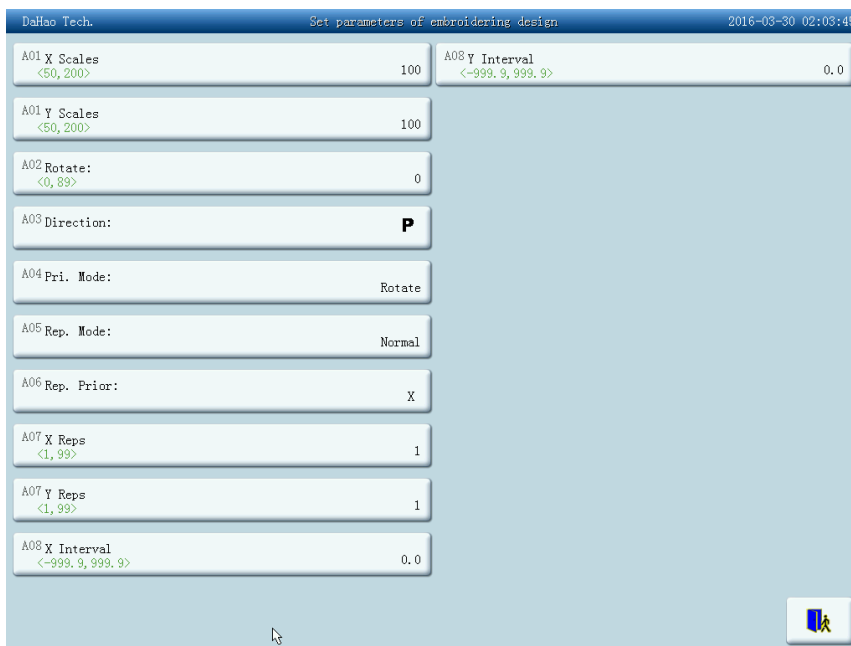 DaHao Tech. Set parameters of embroidering design 2016-03-30 02:03:45
A01 X Scales
<50,200> 100
A01 Y Scales
<50,200> 100
A02 Rotate:
<0,89> 0
A03 Direction: P
A04 Pri. Mode:
Rotate
A05 Rep. Mode:
Normal
A06 Rep. Prior:
X
A07 X Reps
<1,99> 1
A07 Y Reps
<1,99> 1
A08 X Interval
<-999.9,999.9> 0.0
A08 Y Interval
<-999.9,999.9> 0.0